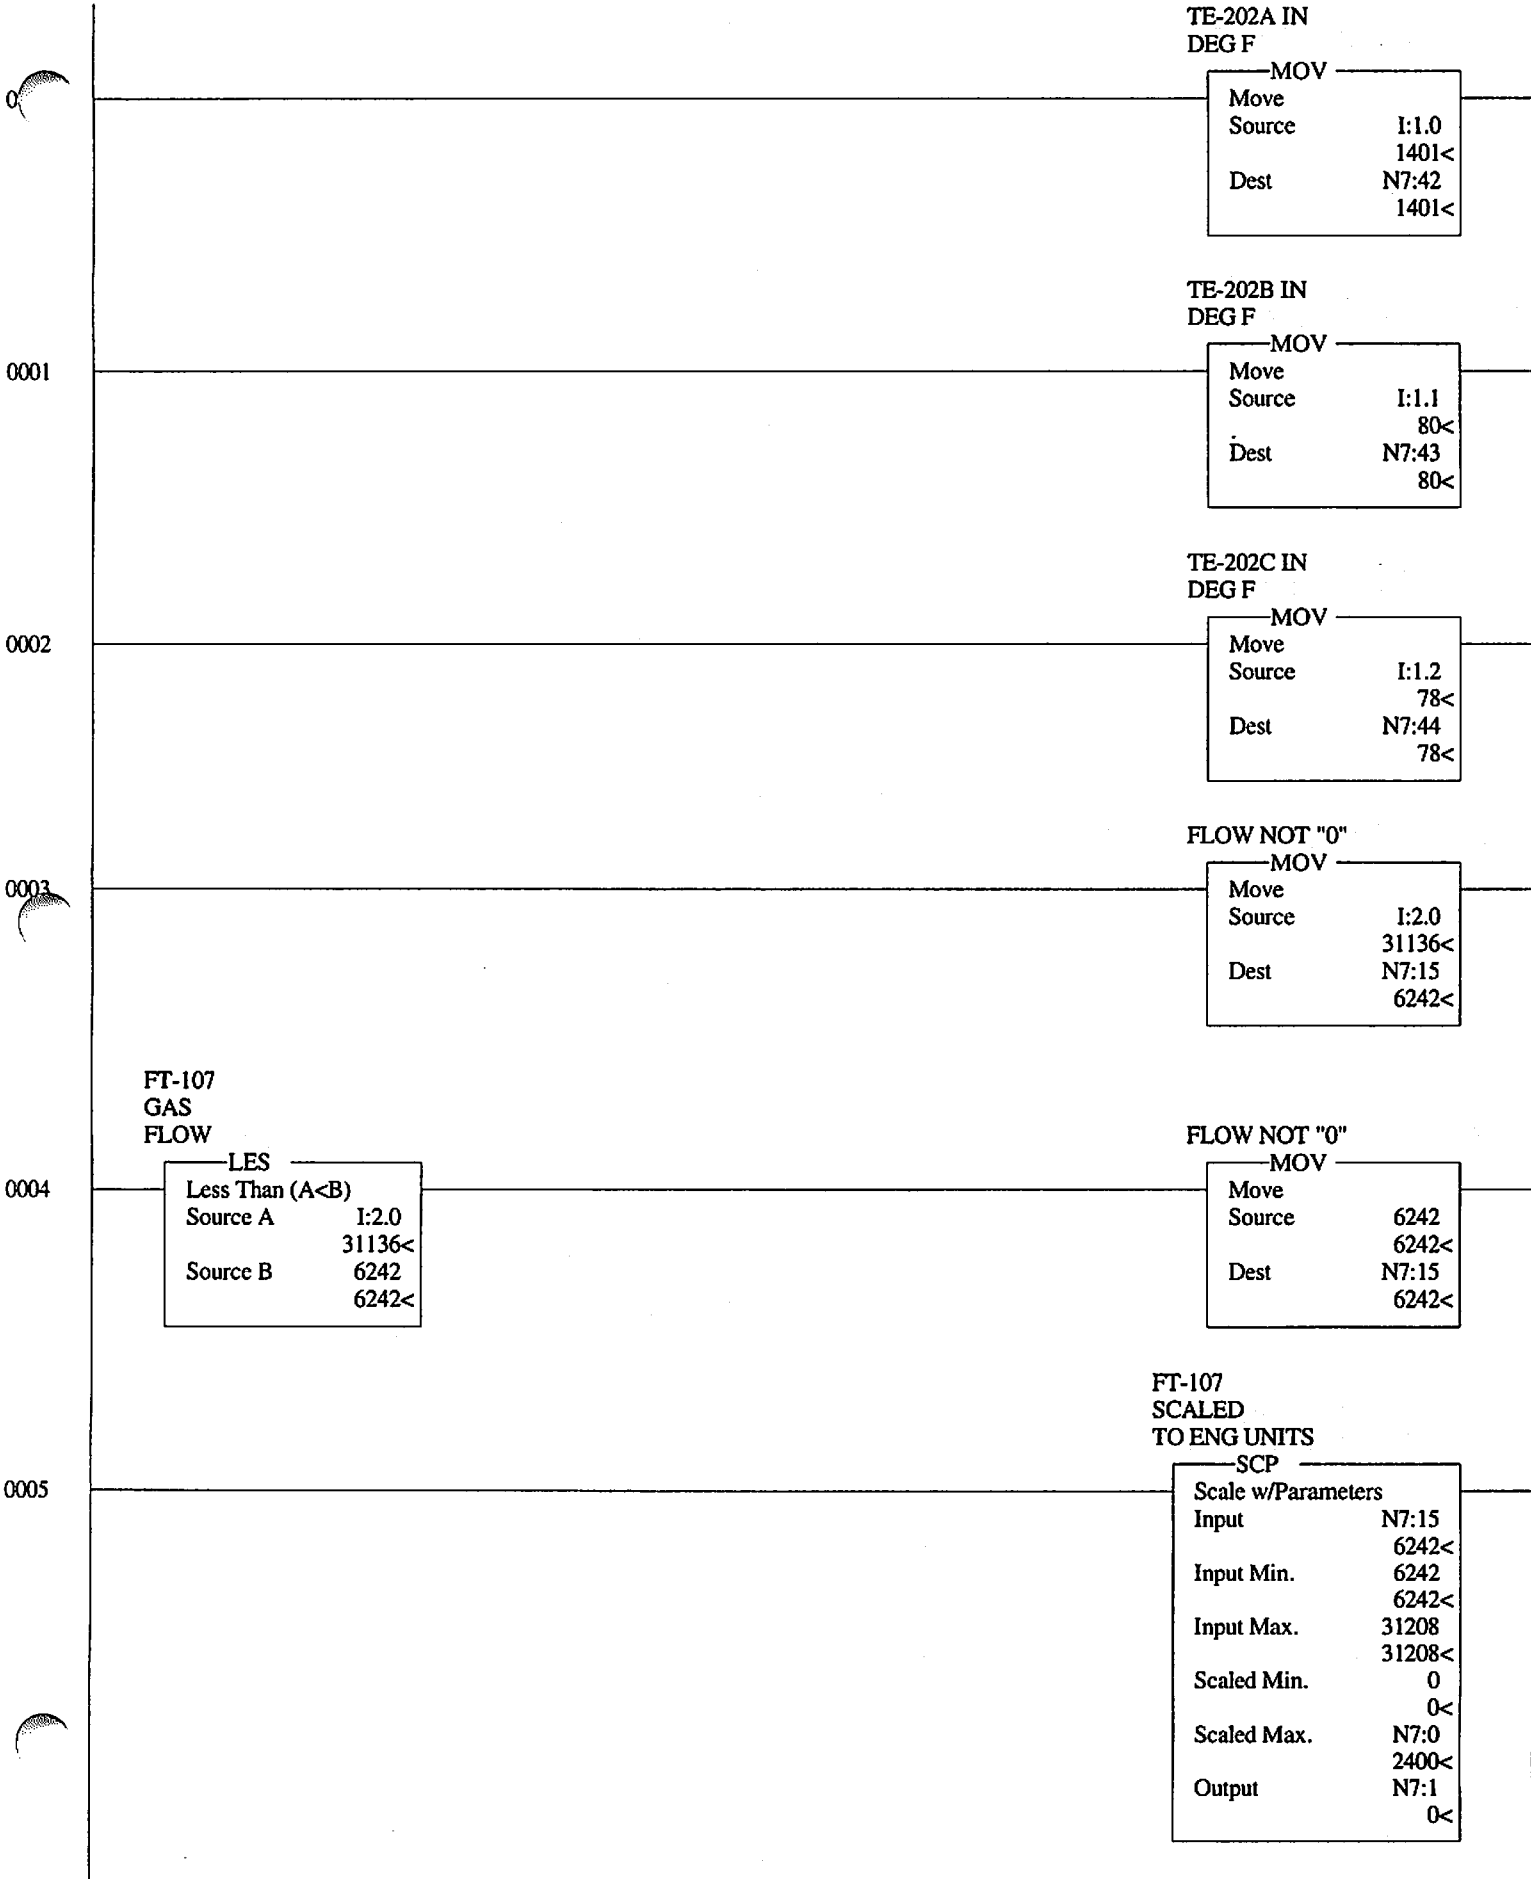 TE-202A IN
DEG F
MOV
0
Move
Source I:1.0
1401<
Dest N7:42
1401<
TE-202B IN
DEG F
MOV
0001
Move
Source I:1.1
80<
Dest N7:43
80<
TE-202C IN
DEG F
MOV
0002
Move
Source I:1.2
78<
Dest N7:44
78<
FLOW NOT "0"
MOV
0003
Move
Source I:2.0
31136<
Dest N7:15
6242<
FT-107
GAS
FLOW
LES
0004
Less Than (A<B)
Source A I:2.0
31136<
Source B 6242
6242<
FLOW NOT "0"
MOV
Move
Source 6242
6242<
Dest N7:15
6242<
FT-107
SCALED
TO ENG UNITS
SCP
0005
Scale w/Parameters
Input N7:15
6242<
Input Min. 6242
6242<
Input Max. 31208
31208<
Scaled Min. 0
0<
Scaled Max. N7:0
2400<
Output N7:1
0<